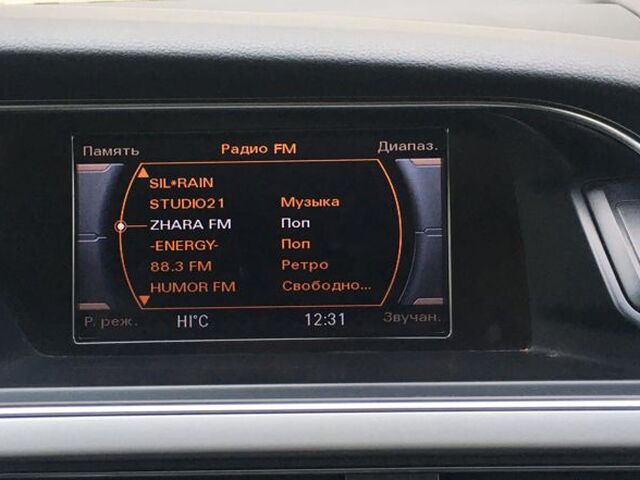 Память Радио FM Диапаз.
SIL*RAIN
STUDIO21 Музыка
ZHARA FM Поп
-ENERGY- Поп
88.3 FM Ретро
HUMOR FM Свободно...
Р. реж. HI°C 12:31 Звучан.